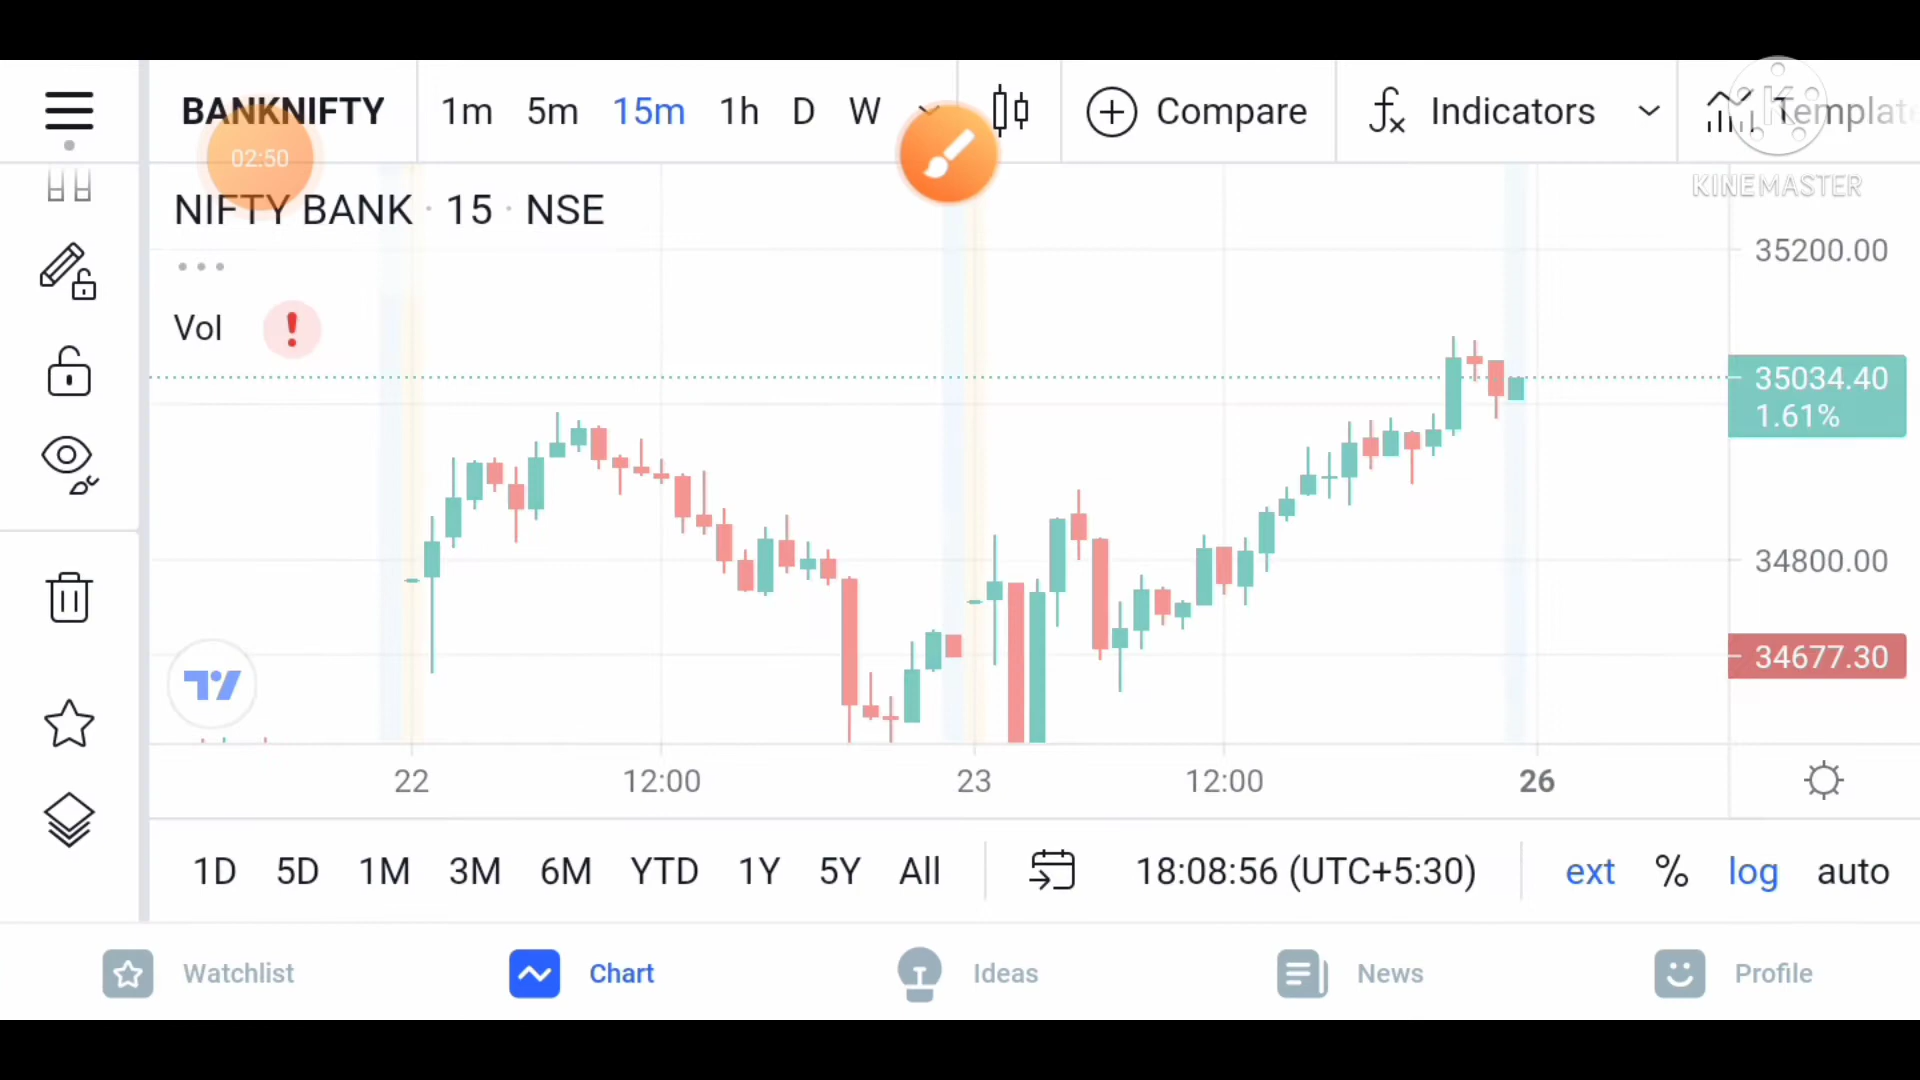 BANKNIFTY 1m 5m 15m 1h D W Compare fx Indicators Template
02:50
KINEMASTER
NIFTY BANK · 15 · NSE
35200.00
Vol
35034.40
1.61%
34800.00
34677.30
22 12:00 23 12:00 26
1D 5D 1M 3M 6M YTD 1Y 5Y All 18:08:56 (UTC+5:30) ext % log auto
Watchlist Chart Ideas News Profile